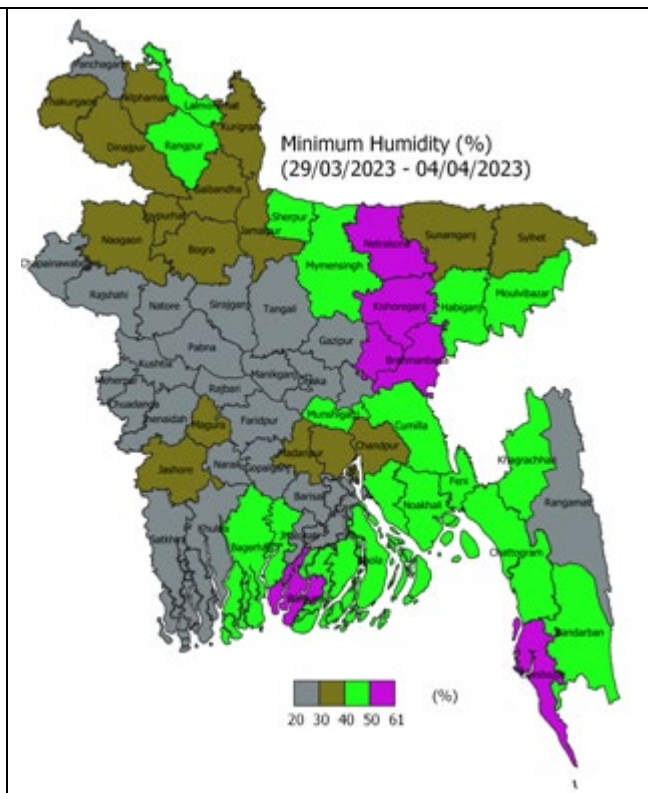 Panchagarh
Nilphamari
Lalmonirhat
Thakurgaon
Kurigram
Dinajpur
Rangpur
Minimum Humidity (%)
(29/03/2023 - 04/04/2023)
Gaibandha
Joypurhat
Naogaon
Bogra
Jamalpur
Sherpur
Mymensingh
Netrakona
Sunamganj
Sylhet
Rajshahi
Natore
Sirajganj
Tangail
Kishoreganj
Habiganj
Moulvibazar
Gazipur
Pabna
Kushtia
Manikganj
Dhaka
Rajbari
Chuadanga
Jhenaidah
Magura
Faridpur
Munshiganj
Cumilla
Jashore
Narail
Gopalganj
Madaripur
Chandpur
Khagrachhari
Feni
Noakhali
Rangamati
Barisal
Satkhira
Khulna
Bagerhat
Bhola
Chattogram
Bandarban
(%)
20 30 40 50 61